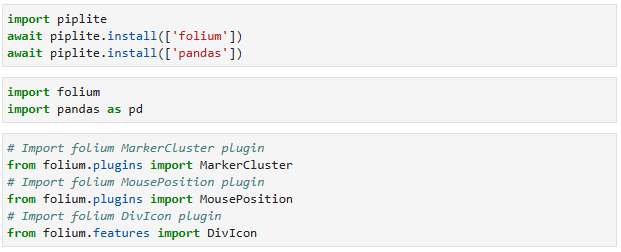 import piplite
await piplite.install(['folium'])
await piplite.install(['pandas'])
import folium
import pandas as pd
# Import folium MarkerCluster plugin
from folium.plugins import MarkerCluster
# Import folium MousePosition plugin
from folium.plugins import MousePosition
# Import folium DivIcon plugin
from folium.features import DivIcon